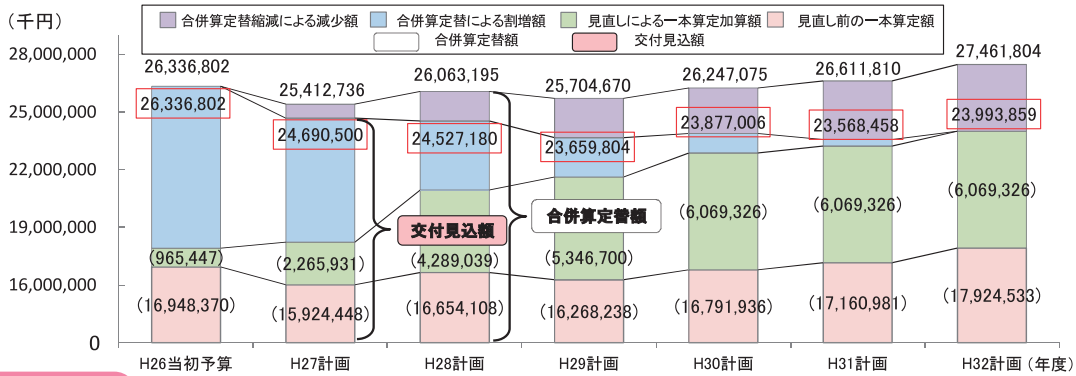 （千円）
合併算定替縮減による減少額 合併算定替による割増額 見直しによる一本算定加算額 見直し前の一本算定額
合併算定替額 交付見込額
28,000,000
25,000,000
22,000,000
19,000,000
16,000,000
0
26,336,802 25,412,736 26,063,195 25,704,670 26,247,075 26,611,810 27,461,804
26,336,802 24,690,500 24,527,180 23,659,804 23,877,006 23,568,458 23,993,859
交付見込額 合併算定替額
(965,447) (2,265,931) (4,289,039) (5,346,700) (6,069,326) (6,069,326) (6,069,326)
(16,948,370) (15,924,448) (16,654,108) (16,268,238) (16,791,936) (17,160,981) (17,924,533)
H26当初予算 H27計画 H28計画 H29計画 H30計画 H31計画 H32計画 （年度）